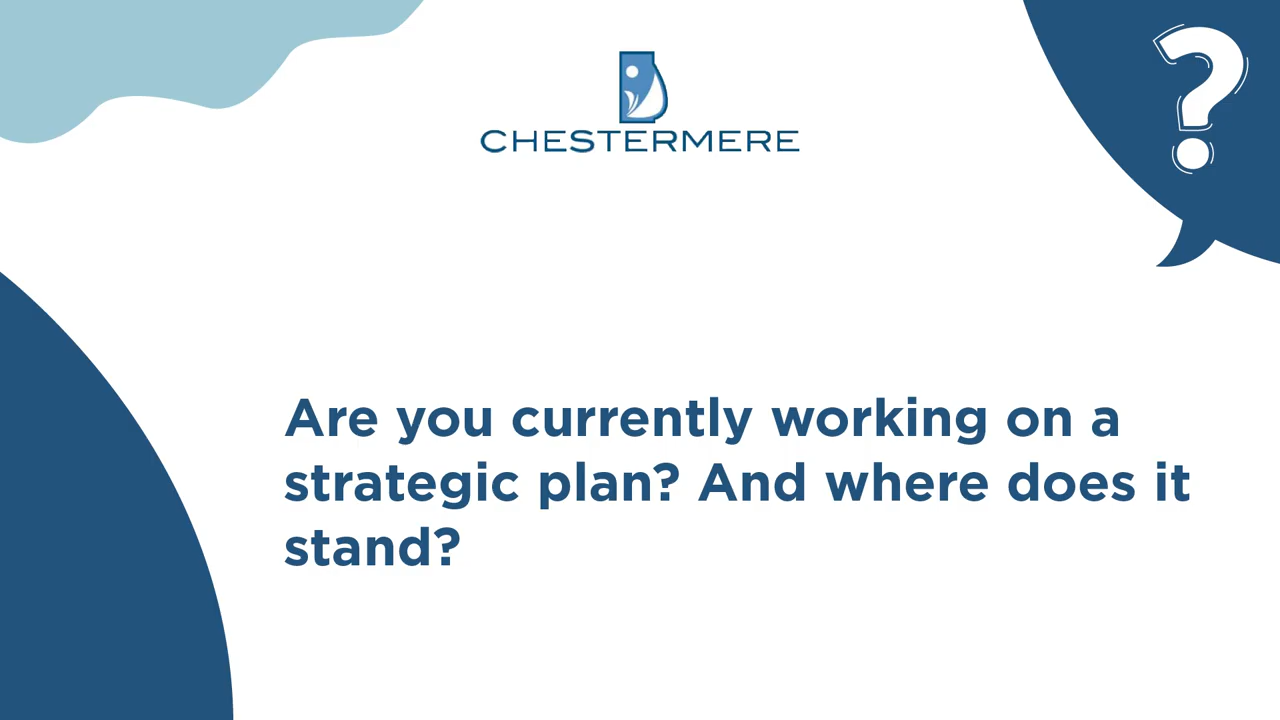 CHESTERMERE
Are you currently working on a
strategic plan? And where does it
stand?